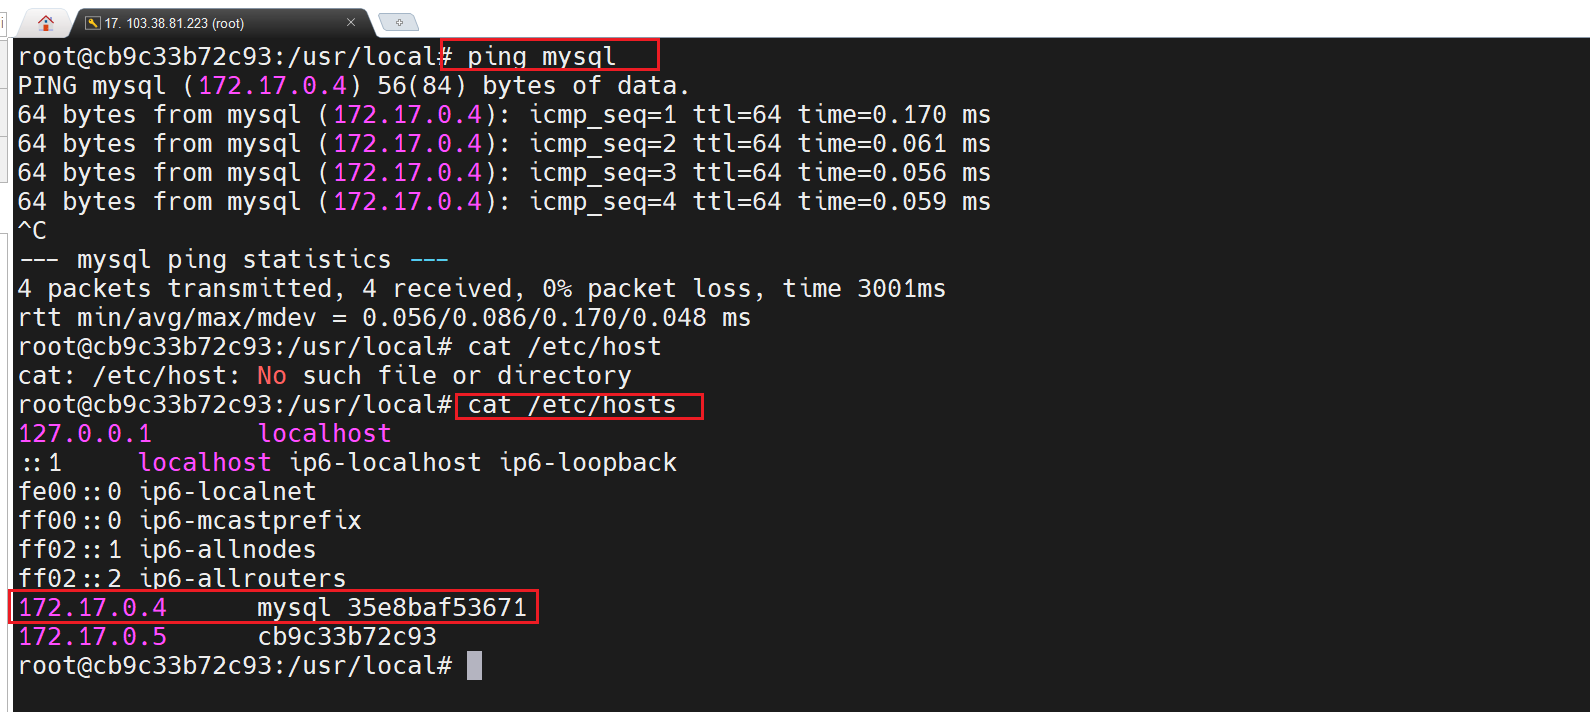 17. 103.38.81.223 (root)
root@cb9c33b72c93:/usr/local# ping mysql
PING mysql (172.17.0.4) 56(84) bytes of data.
64 bytes from mysql (172.17.0.4): icmp_seq=1 ttl=64 time=0.170 ms
64 bytes from mysql (172.17.0.4): icmp_seq=2 ttl=64 time=0.061 ms
64 bytes from mysql (172.17.0.4): icmp_seq=3 ttl=64 time=0.056 ms
64 bytes from mysql (172.17.0.4): icmp_seq=4 ttl=64 time=0.059 ms
^C
--- mysql ping statistics ---
4 packets transmitted, 4 received, 0% packet loss, time 3001ms
rtt min/avg/max/mdev = 0.056/0.086/0.170/0.048 ms
root@cb9c33b72c93:/usr/local# cat /etc/host
cat: /etc/host: No such file or directory
root@cb9c33b72c93:/usr/local# cat /etc/hosts
127.0.0.1 localhost
::1 localhost ip6-localhost ip6-loopback
fe00::0 ip6-localnet
ff00::0 ip6-mcastprefix
ff02::1 ip6-allnodes
ff02::2 ip6-allrouters
172.17.0.4 mysql 35e8baf53671
172.17.0.5 cb9c33b72c93
root@cb9c33b72c93:/usr/local#